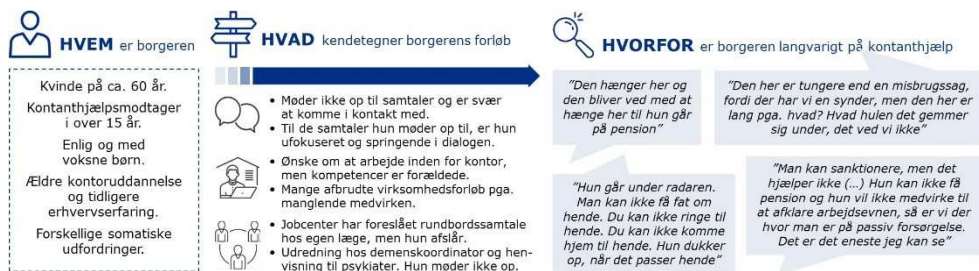 HVEM er borgeren
Kvinde på ca. 60 år.
Kontanthjælpsmodtager
i over 15 år.
Enlig og med
voksne børn.
Ældre kontoruddannelse
og tidligere
erhvervserfaring.
Forskellige somatiske
udfordringer.
HVAD kendetegner borgerens forløb
• Møder ikke op til samtaler og er svær
at komme i kontakt med.
• Til de samtaler hun møder op til, er hun
ufokuseret og springende i dialogen.
• Ønske om at arbejde inden for kontor,
men kompetencer er forældede.
• Mange afbrudte virksomhedsforløb pga.
manglende medvirken.
• Jobcenter har foreslået rundbordssamtale
hos egen læge, men hun afslår.
• Udredning hos demenskoordinator og hen-
visning til psykiater. Hun møder ikke op.
HVORFOR er borgeren langvarigt på kontanthjælp
"Den hænger her og
den bliver ved med at
hænge her til hun går
på pension"
"Den her er tungere end en misbrugssag,
fordi der har vi en synder, men den her er
lang pga. hvad? Hvad hulen det gemmer
sig under, det ved vi ikke"
"Hun går under radaren.
Man kan ikke få fat om
hende. Du kan ikke ringe til
hende. Du kan ikke komme
hjem til hende. Hun dukker
op, når det passer hende"
"Man kan sanktionere, men det
hjælper ikke (...) Hun kan ikke få
pension og hun vil ikke medvirke til
at afklare arbejdsevnen, så er vi der
hvor man er på passiv forsørgelse.
Det er det eneste jeg kan se"